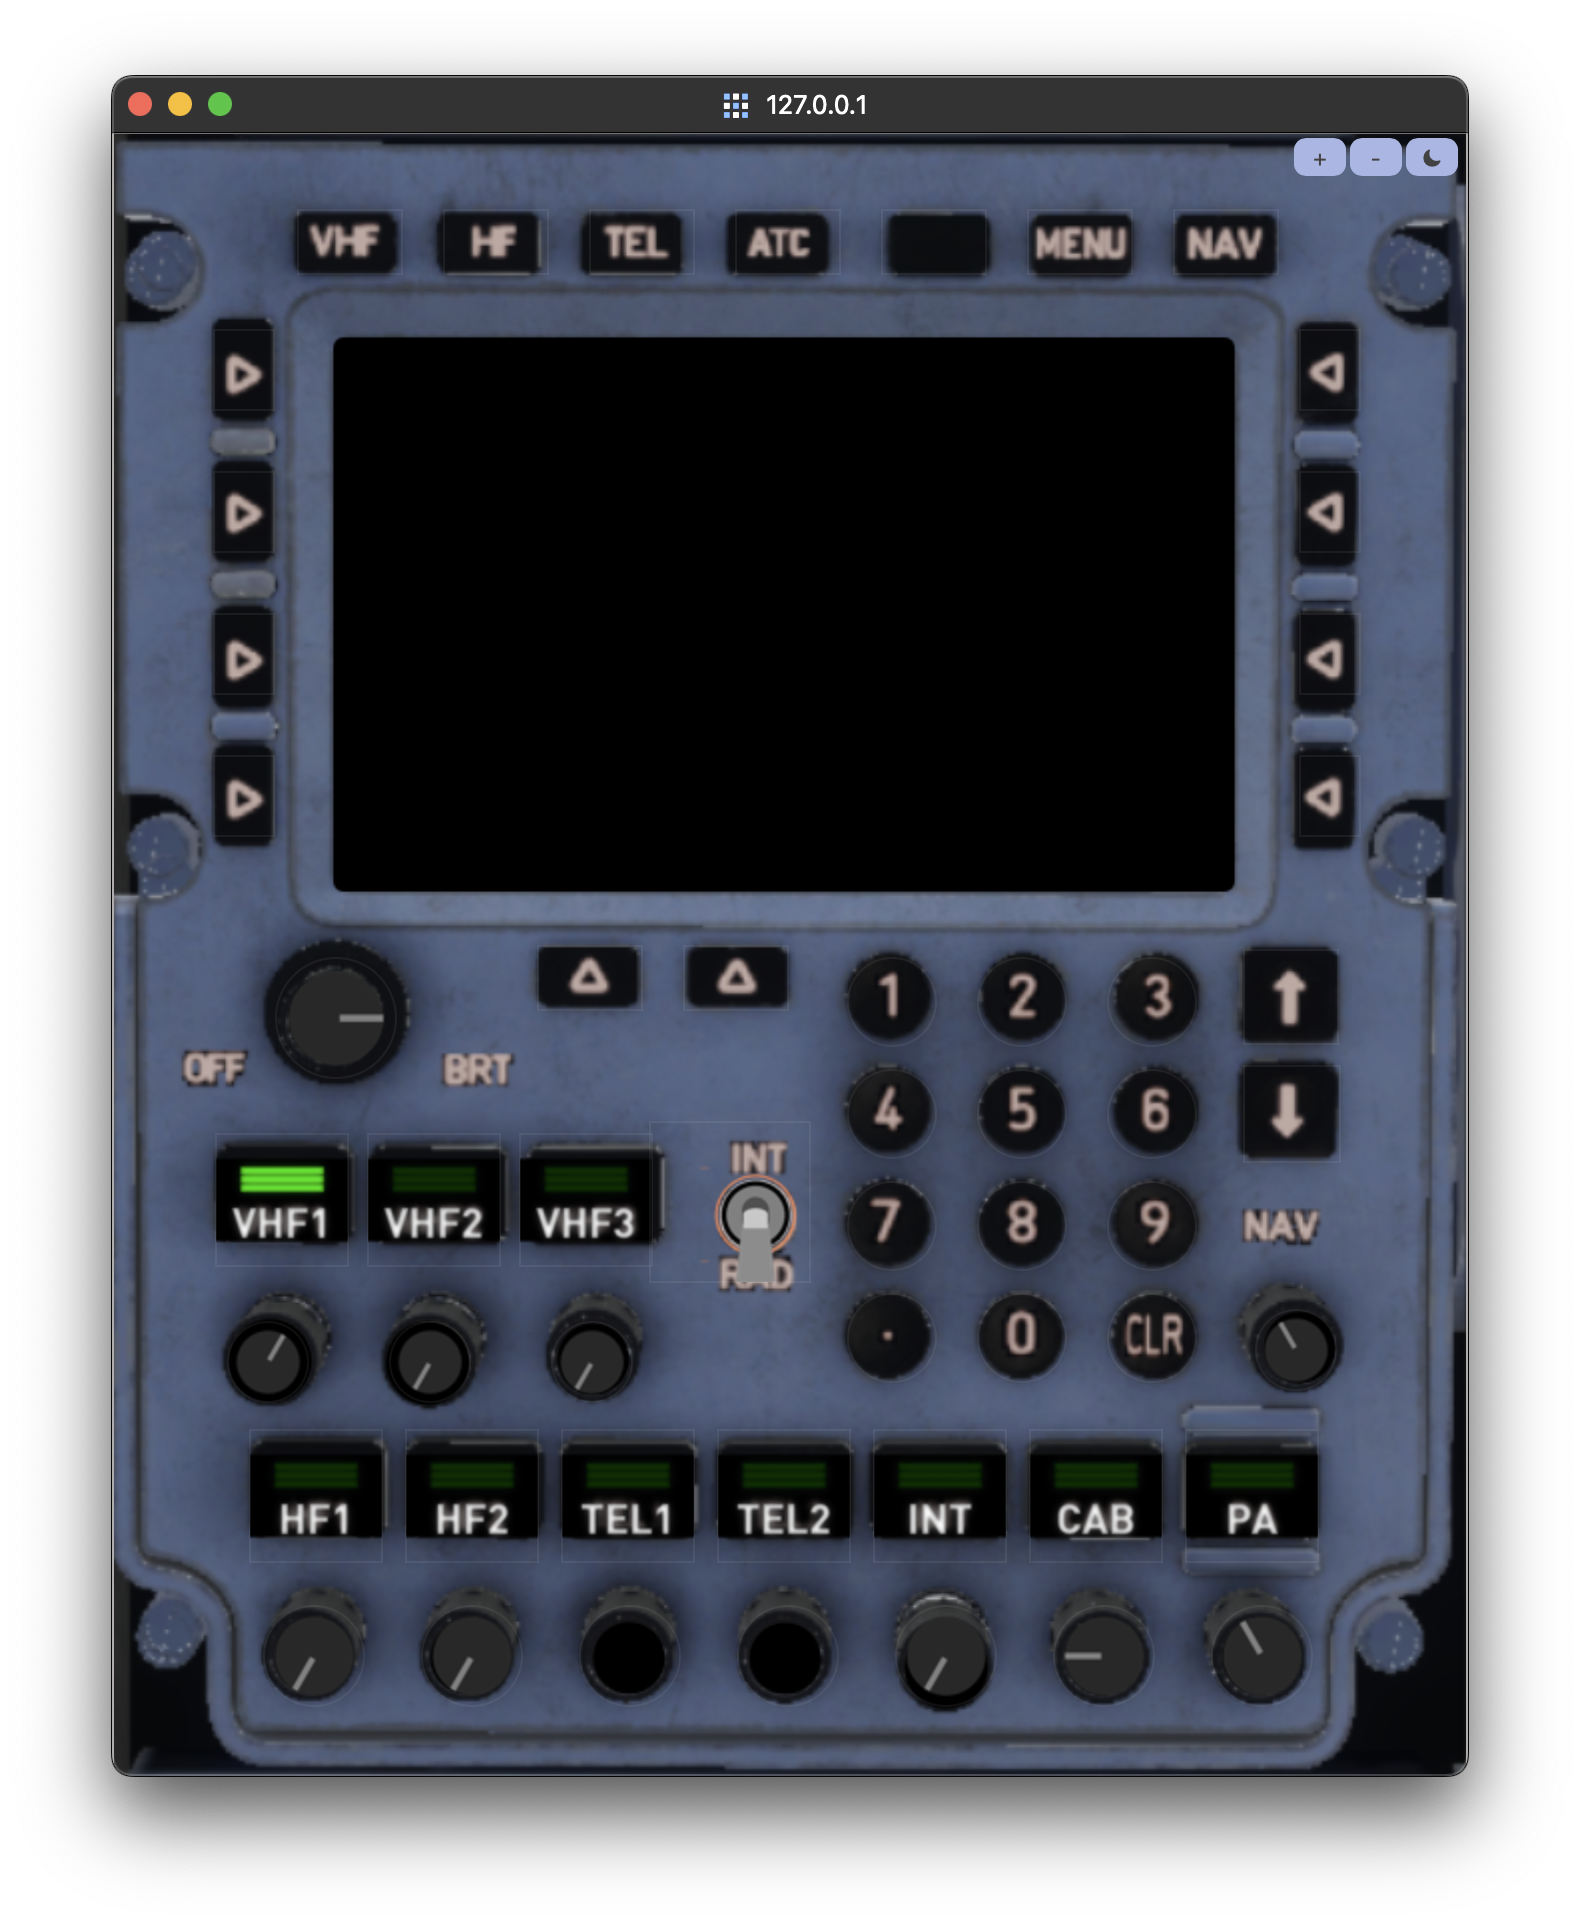 127.0.0.1
+ -
VHF HF TEL ATC MENU NAV
1 2 3
OFF BRT
4 5 6
INT
VHF1 VHF2 VHF3
7 8 9 NAV
RAD
. 0 CLR
HF1 HF2 TEL1 TEL2 INT CAB PA